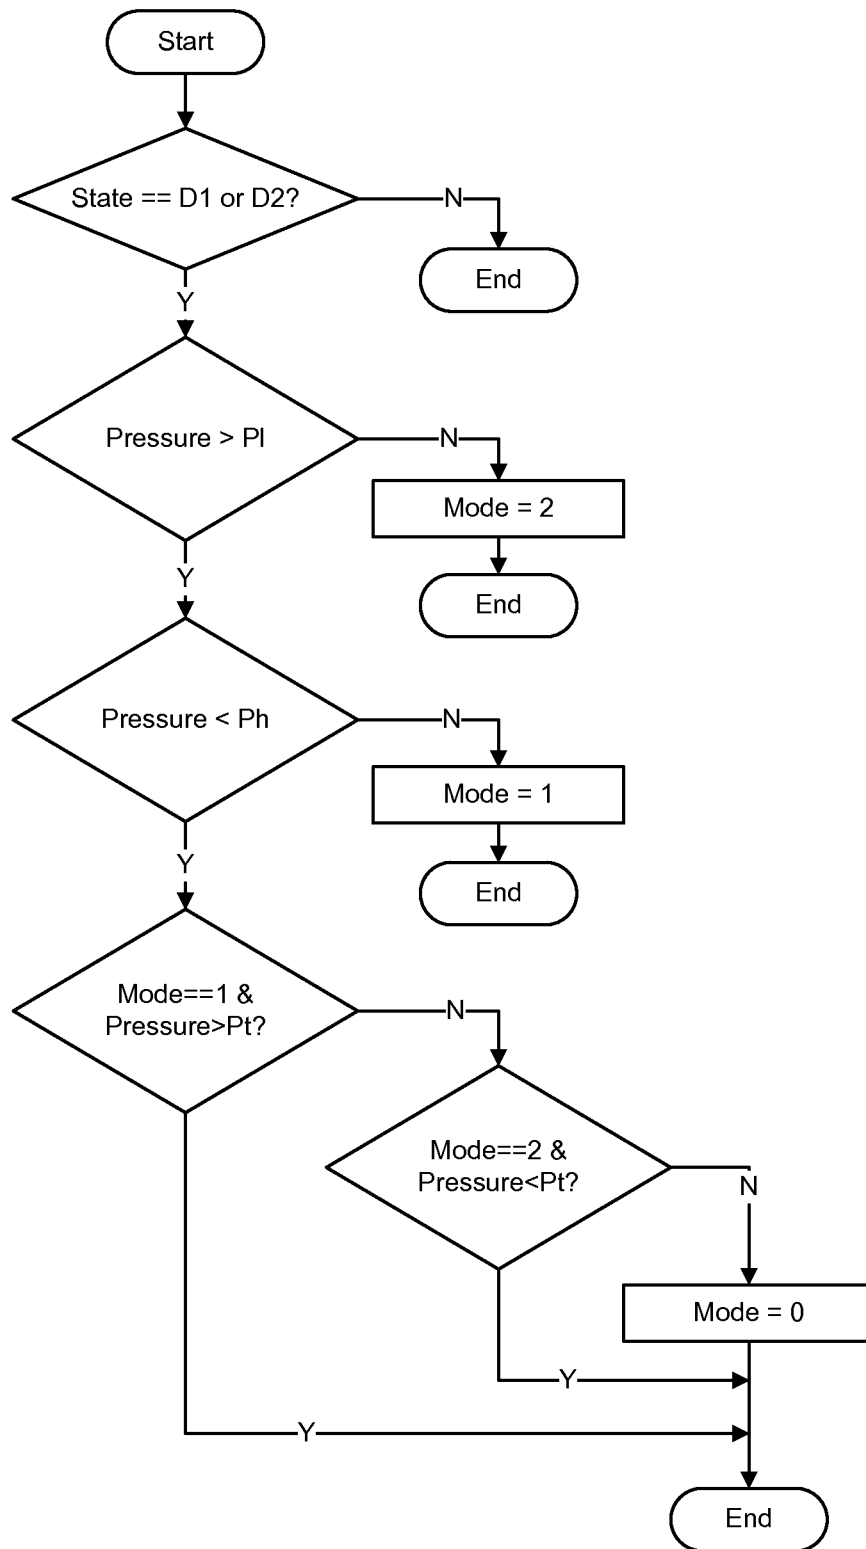 Start
State == D1 or D2?
N
End
Y
Pressure > Pl
N
Mode = 2
End
Y
Pressure < Ph
N
Mode = 1
End
Y
Mode==1 &
Pressure>Pt?
N
Mode==2 &
Pressure<Pt?
N
Mode = 0
Y
Y
End